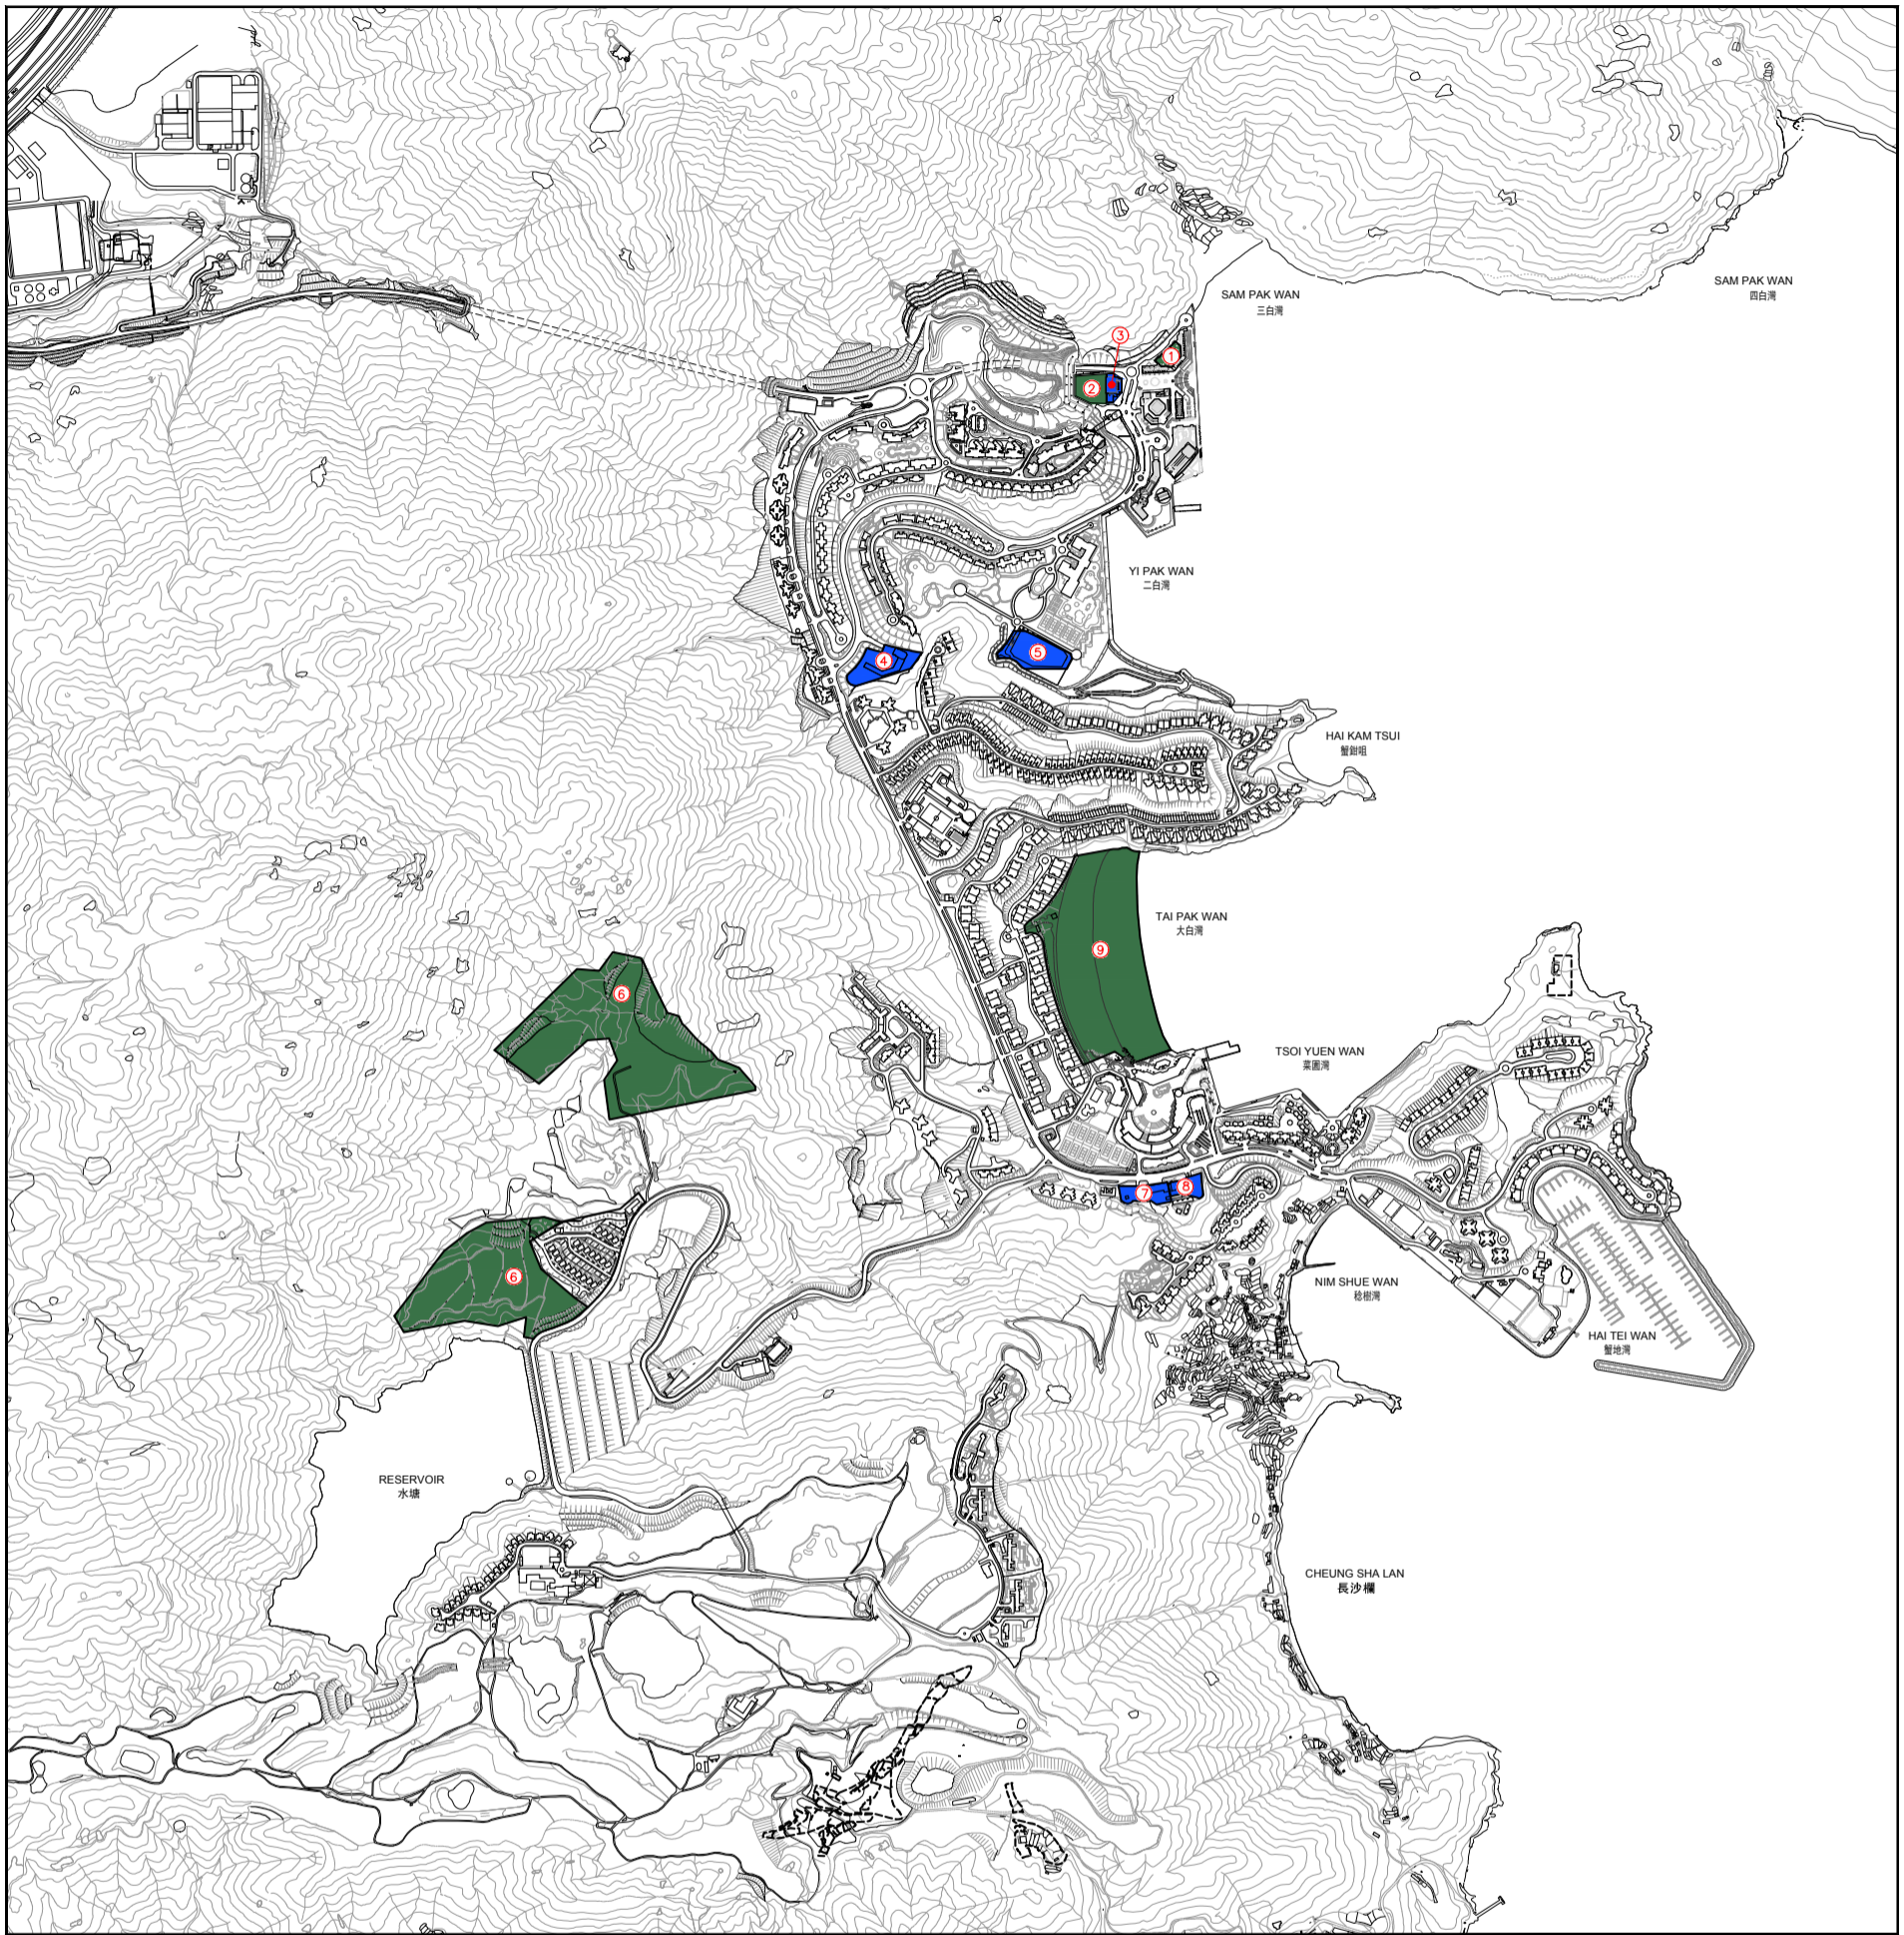 SAM PAK WAN
三白灣
SAM PAK WAN
四白灣
3
1
2
YI PAK WAN
二白灣
4
5
HAI KAM TSUI
蟹鉗咀
TAI PAK WAN
大白灣
9
6
TSOI YUEN WAN
菜園灣
7
8
6
NIM SHUE WAN
稔樹灣
HAI TEI WAN
蟹地灣
RESERVOIR
水塘
CHEUNG SHA LAN
長沙欄